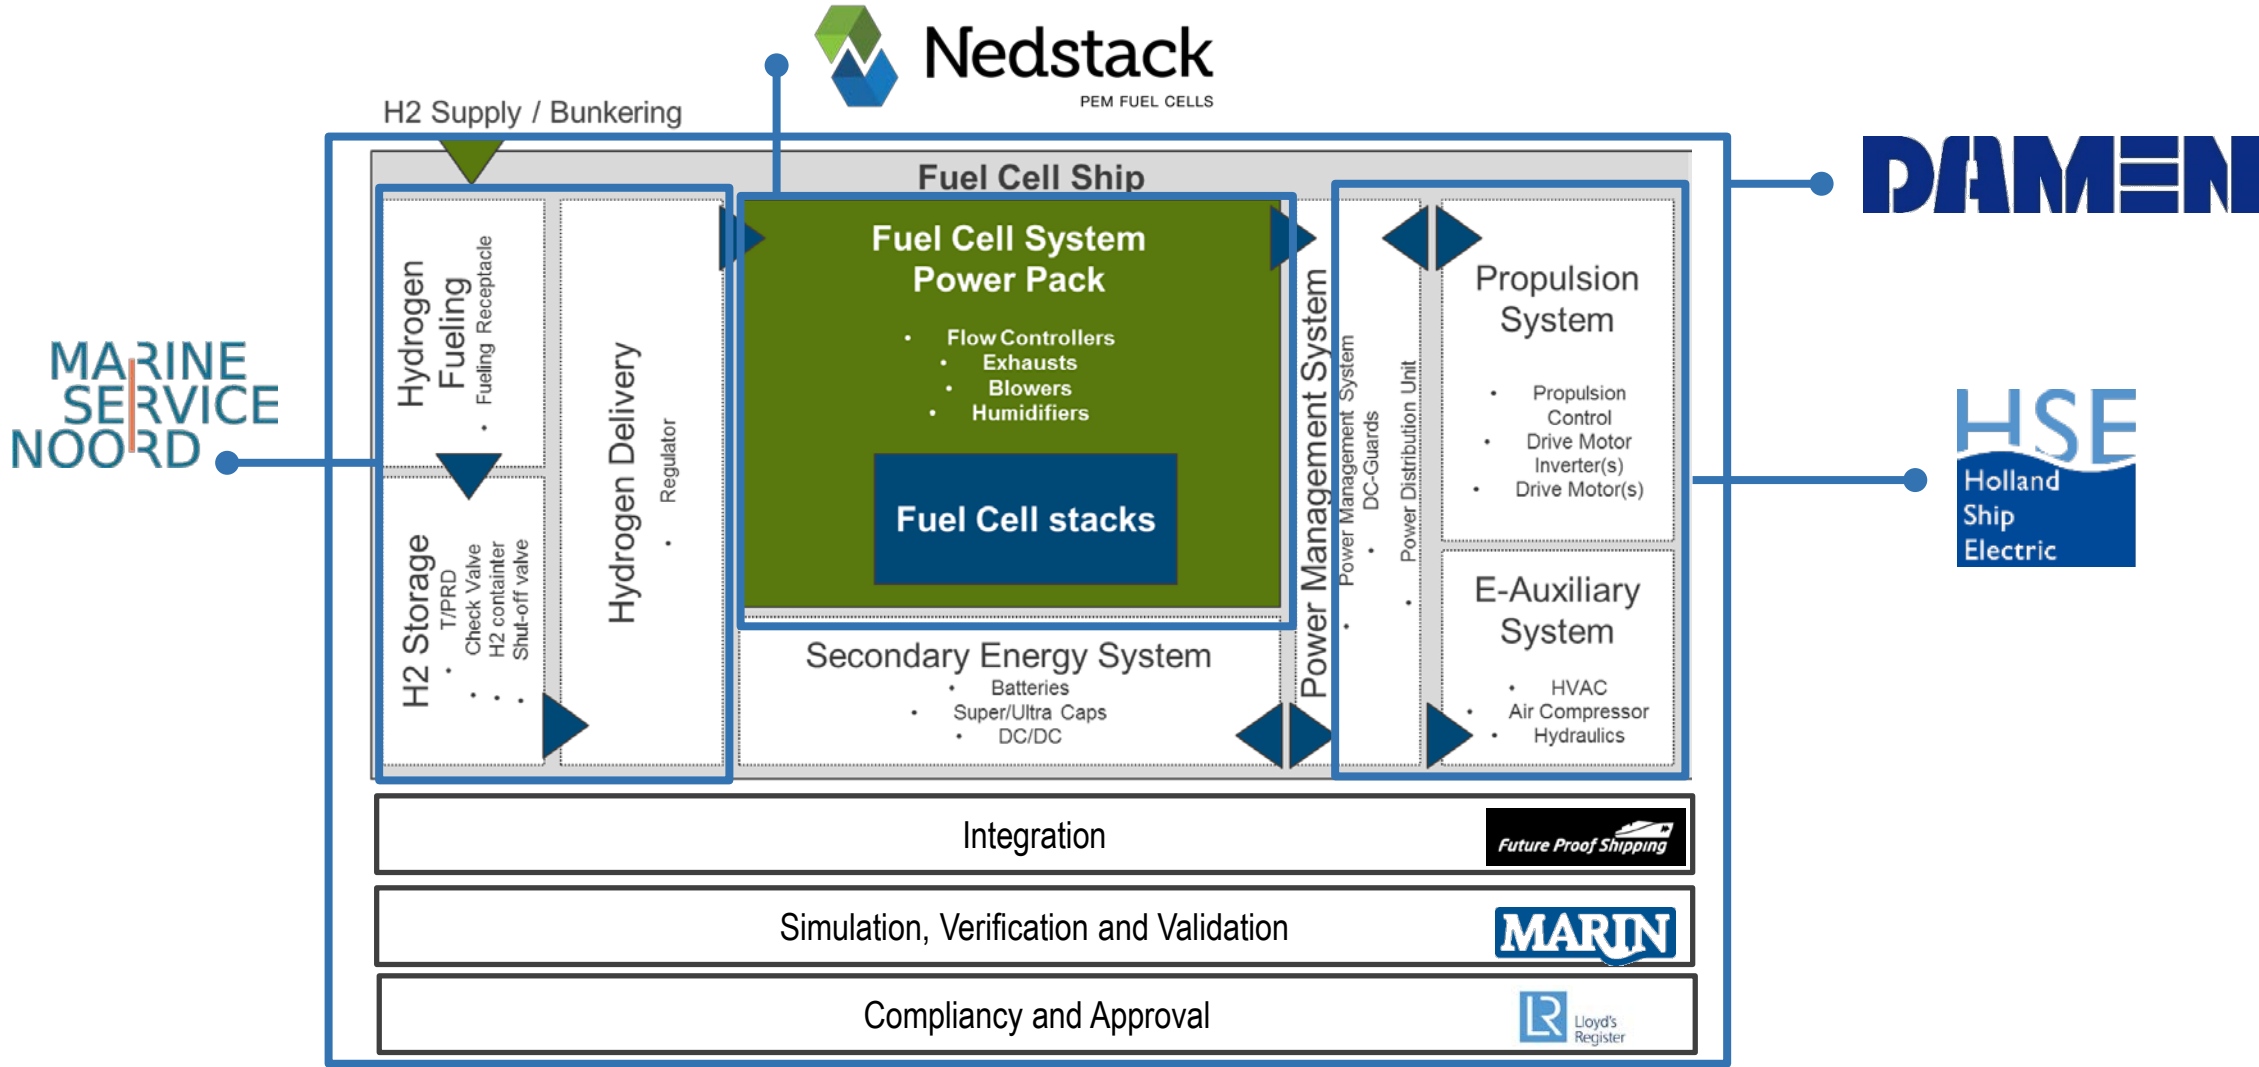 Nedstack
PEM FUEL CELLS
H2 Supply / Bunkering
DAMEN
Fuel Cell Ship
Hydrogen
Fueling
• Fueling Receptacle
H2 Storage
• T/PRD
• Check Valve
• H2 containter
• Shut-off valve
Hydrogen Delivery
• Regulator
Fuel Cell System
Power Pack
• Flow Controllers
• Exhausts
• Blowers
• Humidifiers
Fuel Cell stacks
Secondary Energy System
• Batteries
• Super/Ultra Caps
• DC/DC
Power Management System
• Power Management System
• DC-Guards
• Power Distribution Unit
Propulsion
System
• Propulsion
Control
• Drive Motor
Inverter(s)
• Drive Motor(s)
E-Auxiliary
System
• HVAC
• Air Compressor
• Hydraulics
MARINE
SERVICE
NOORD
HSE
Holland
Ship
Electric
Integration
Future Proof Shipping
Simulation, Verification and Validation
MARIN
Compliancy and Approval
LR
Lloyd's
Register